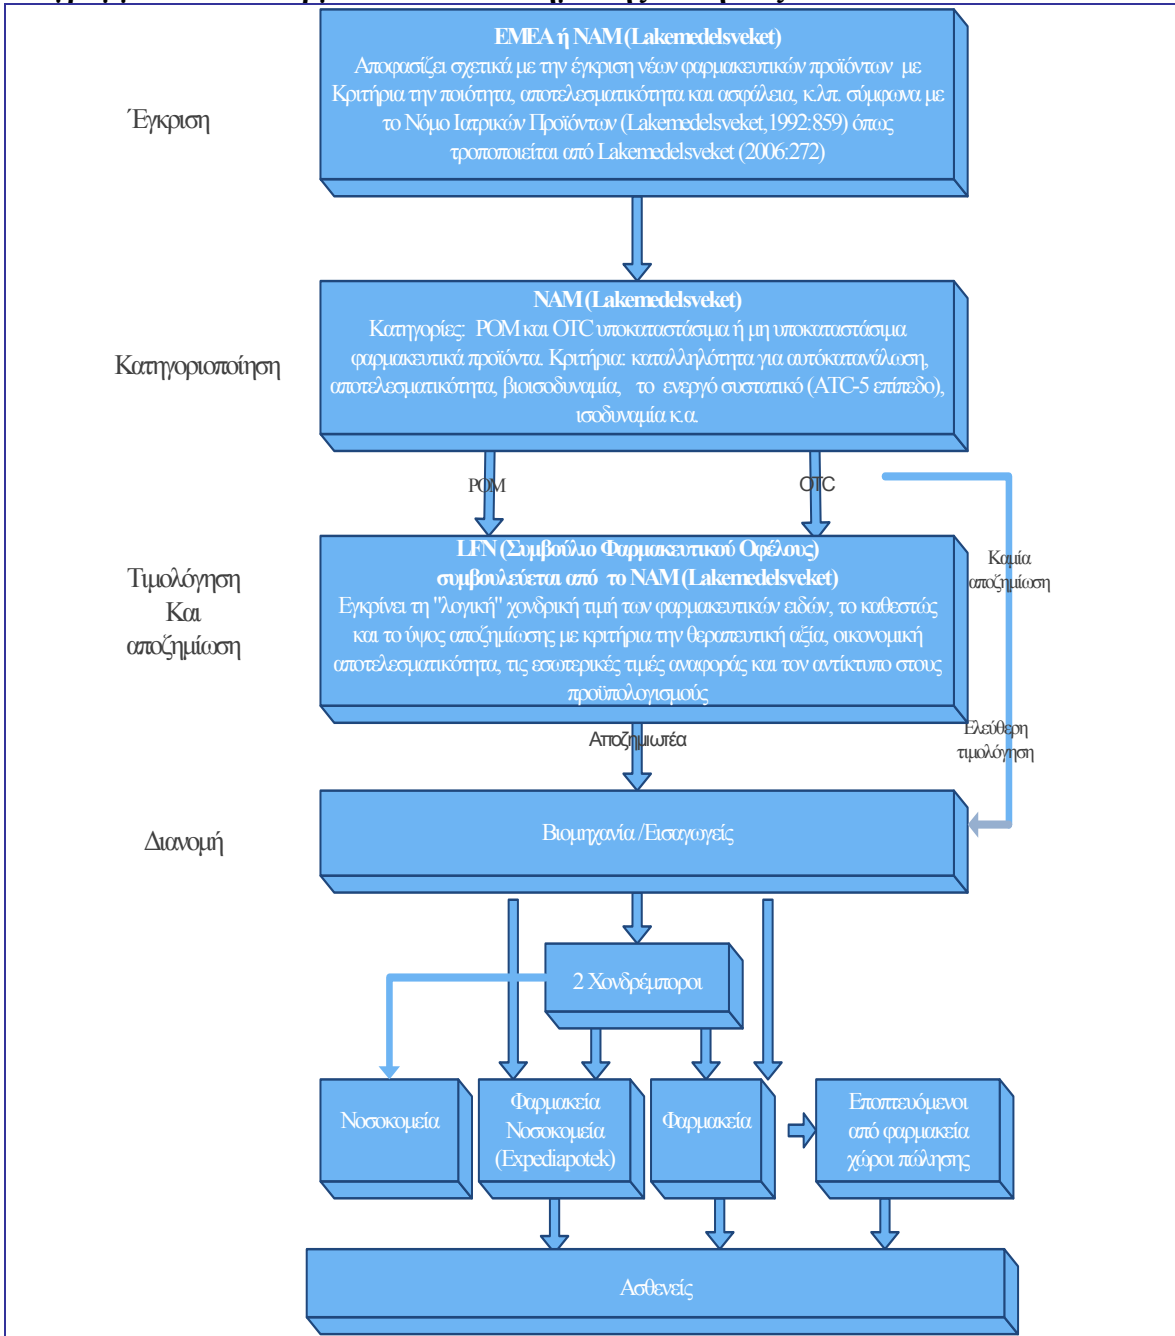 EMEA ή NAM (Lakemedelsveket)
Αποφασίζει σχετικά με την έγκριση νέων φαρμακευτικών προϊόντων με
Κριτήρια την ποιότητα, αποτελεσματικότητα και ασφάλεια, κ.λπ. σύμφωνα με
το Νόμο Ιατρικών Προϊόντων (Lakemedelsveket,1992:859) όπως
τροποποιείται από Lakemedelsveket (2006:272)
Έγκριση
NAM (Lakemedelsveket)
Κατηγορίες: POM και OTC υποκαταστάσιμα ή μη υποκαταστάσιμα
φαρμακευτικά προϊόντα. Κριτήρια: καταλληλότητα για αυτόκατανάλωση,
αποτελεσματικότητα, βιοισοδυναμία, το ενεργό συστατικό (ATC-5 επίπεδο),
ισοδυναμία κ.α.
Κατηγοριοποίηση
POM
OTC
LFN (Συμβούλιο Φαρμακευτικού Οφέλους)
συμβουλεύεται από το NAM (Lakemedelsveket)
Εγκρίνει τη "λογική" χονδρική τιμή των φαρμακευτικών ειδών, το καθεστώς
και το ύψος αποζημίωσης με κριτήρια την θεραπευτική αξία, οικονομική
αποτελεσματικότητα, τις εσωτερικές τιμές αναφοράς και τον αντίκτυπο στους
προϋπολογισμούς
Τιμολόγηση
Και
αποζημίωση
Καμία
αποζημίωση
Ελεύθερη
τιμολόγηση
Αποζημιωτέα
Διανομή
Βιομηχανία /Εισαγωγείς
2 Χονδρέμποροι
Νοσοκομεία
Φαρμακεία
Νοσοκομεία
(Expediapotek)
Φαρμακεία
Εποπτευόμενοι
από φαρμακεία
χώροι πώλησης
Ασθενείς